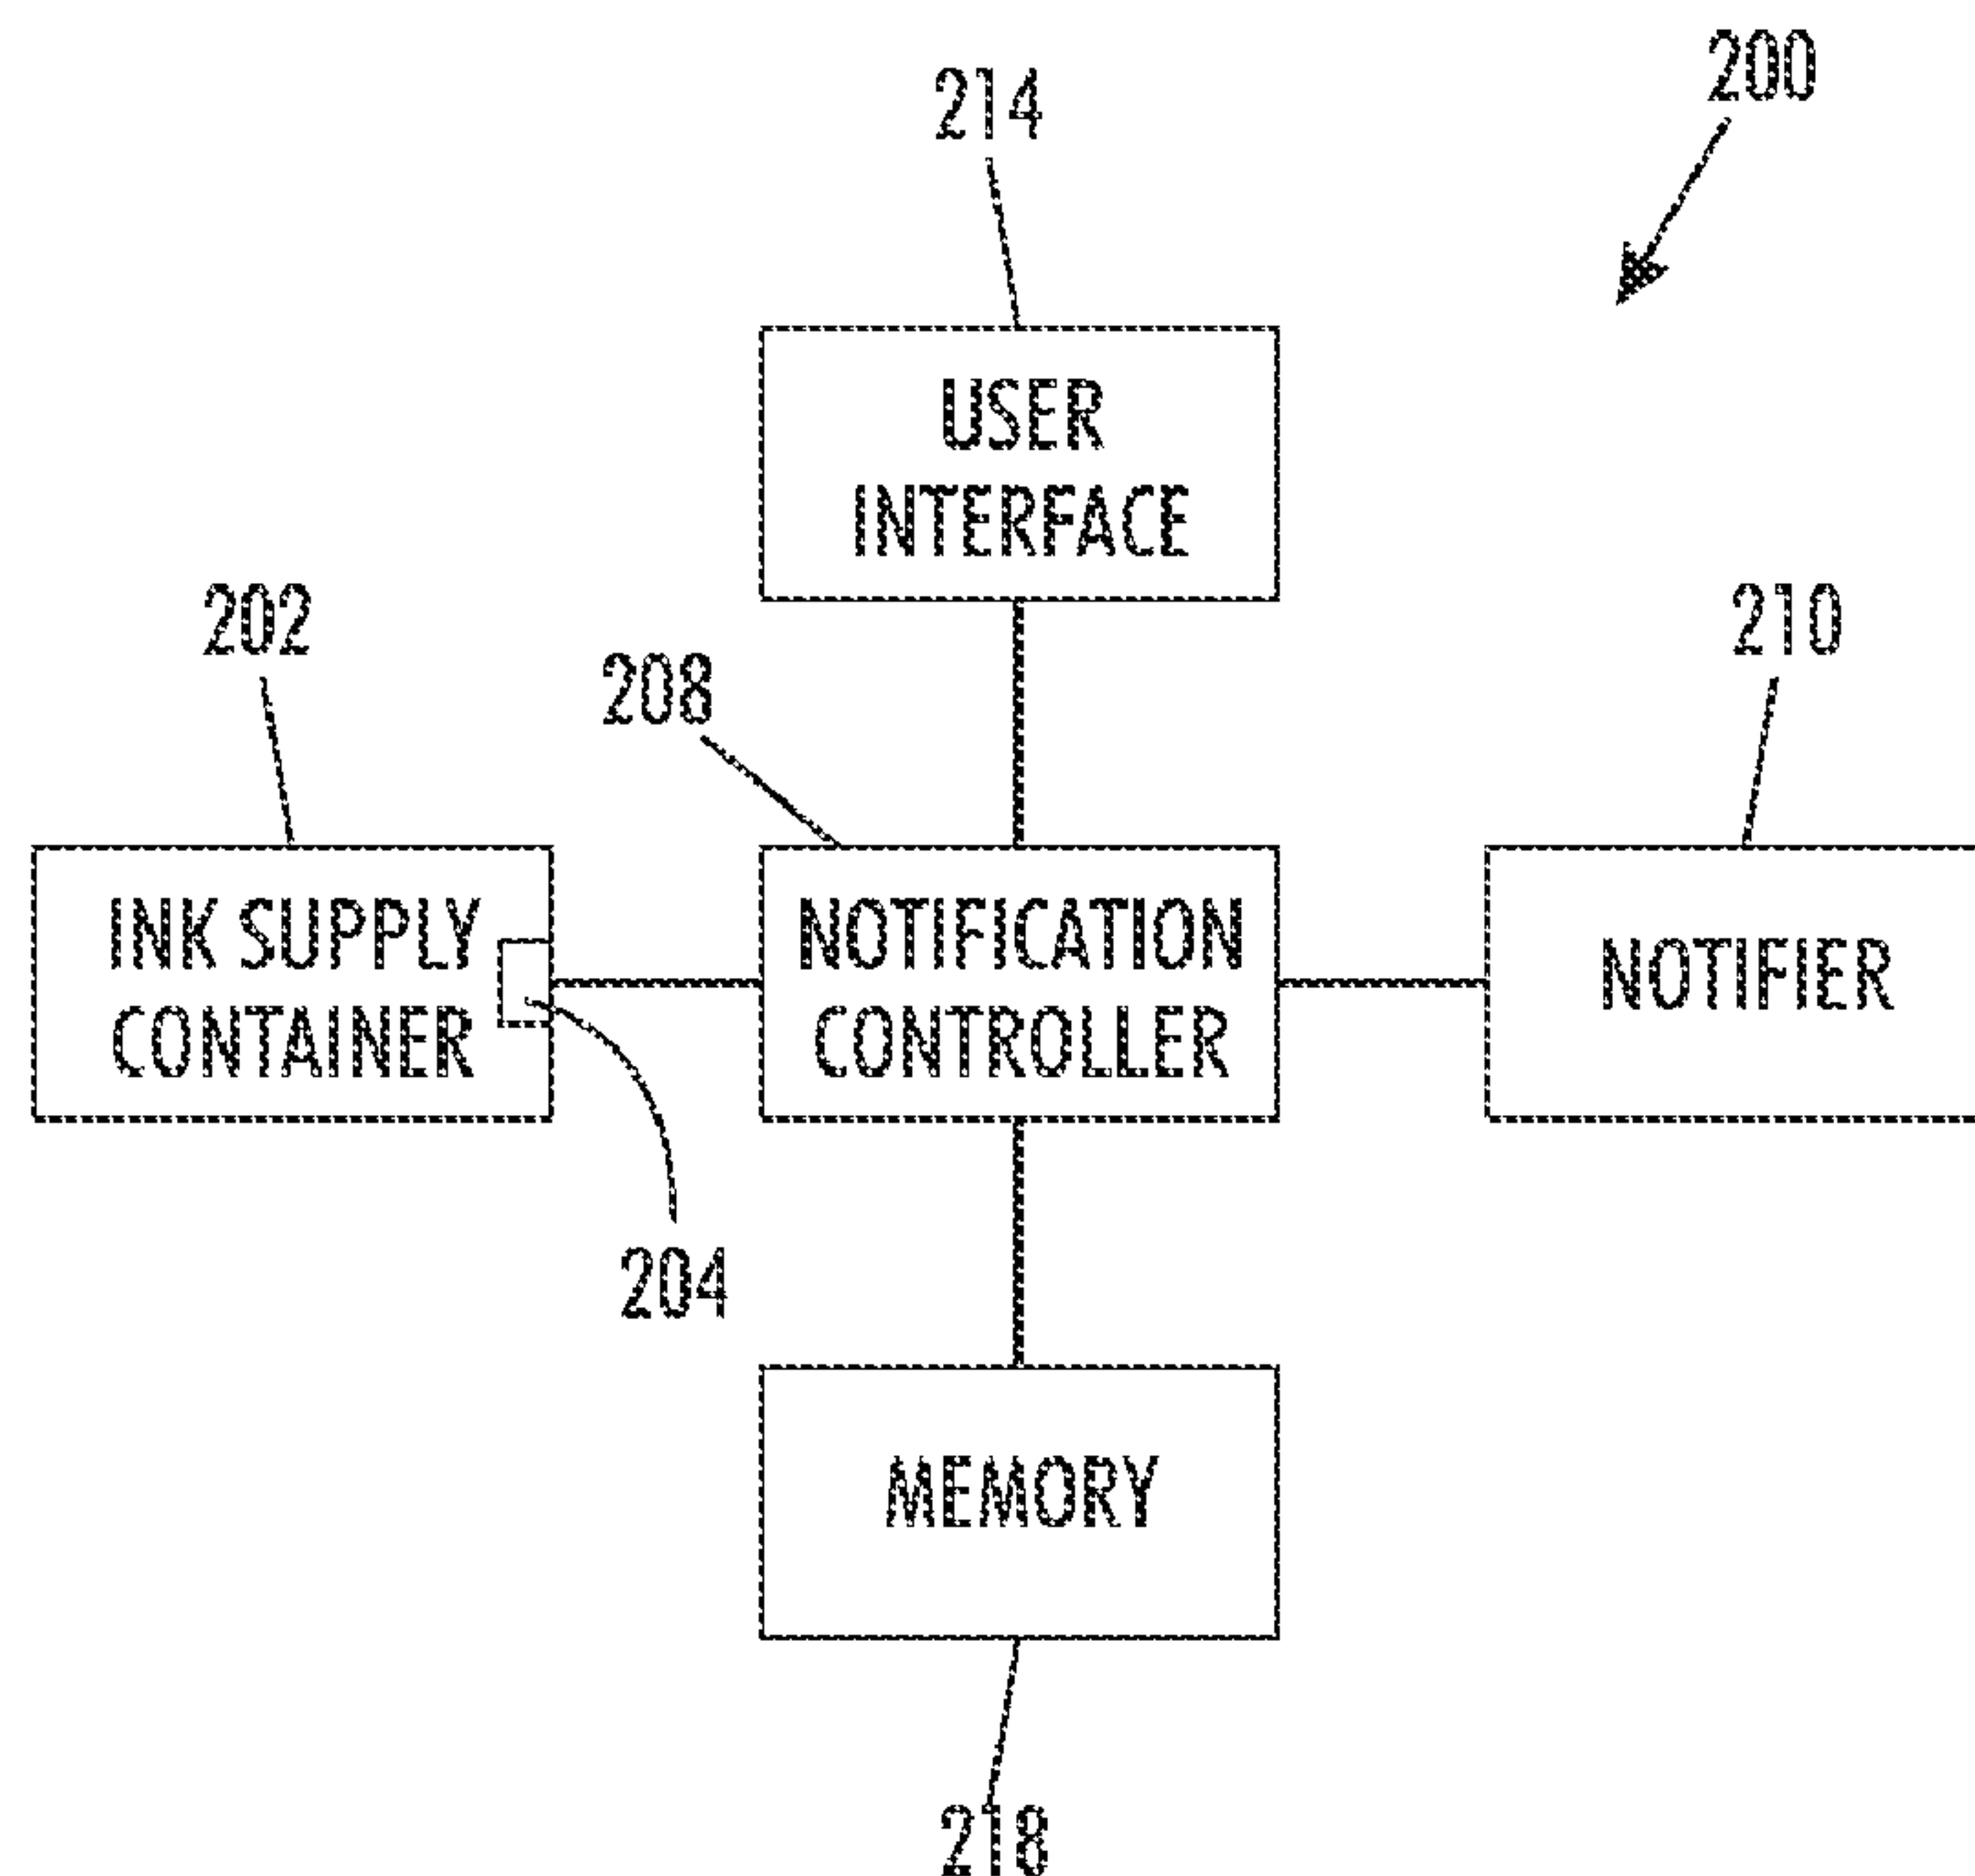 200
214
USER
INTERFACE
202
208
210
INK SUPPLY
CONTAINER
NOTIFICATION
CONTROLLER
NOTIFIER
204
MEMORY
218